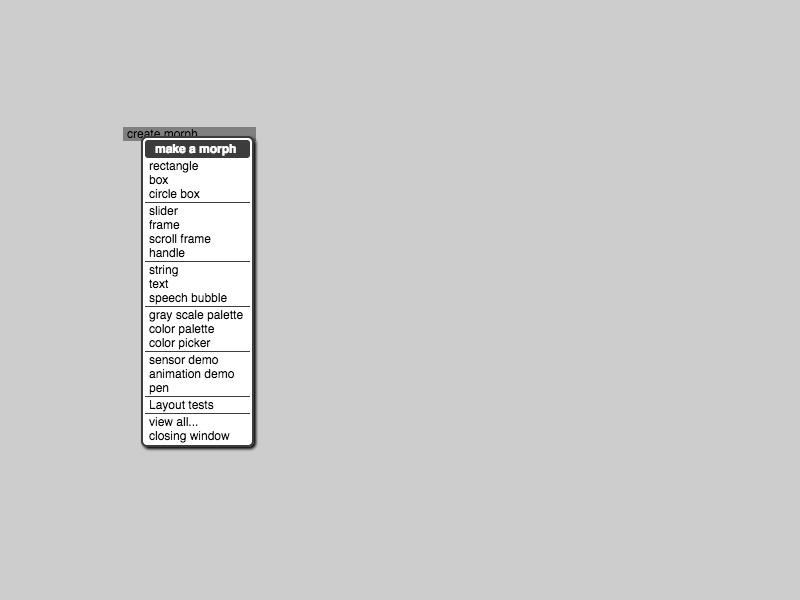 create morph
make a morph
rectangle
box
circle box
slider
frame
scroll frame
handle
string
text
speech bubble
gray scale palette
color palette
color picker
sensor demo
animation demo
pen
Layout tests
view all...
closing window